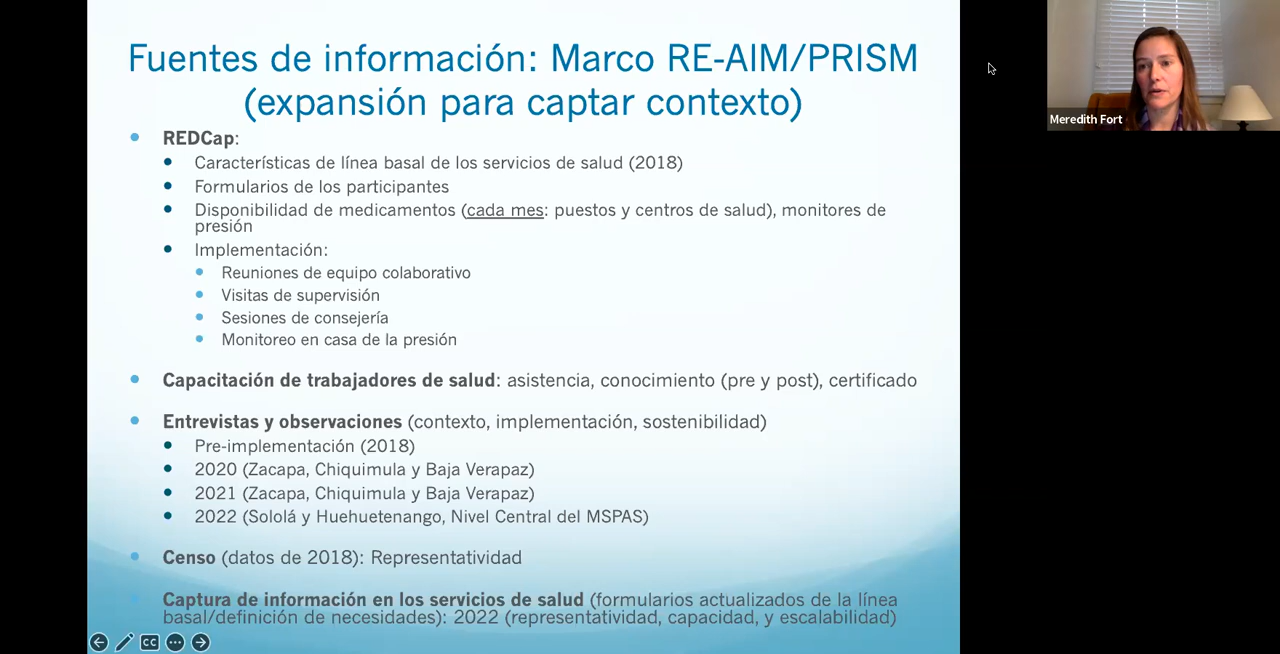 Fuentes de información: Marco RE-AIM/PRISM
(expansión para captar contexto)
Meredith Fort
• REDCap:
• Características de línea basal de los servicios de salud (2018)
• Formularios de los participantes
• Disponibilidad de medicamentos (cada mes: puestos y centros de salud), monitores de
presión
• Implementación:
• Reuniones de equipo colaborativo
• Visitas de supervisión
• Sesiones de consejería
• Monitoreo en casa de la presión
• Capacitación de trabajadores de salud: asistencia, conocimiento (pre y post), certificado
• Entrevistas y observaciones (contexto, implementación, sostenibilidad)
• Pre-implementación (2018)
• 2020 (Zacapa, Chiquimula y Baja Verapaz)
• 2021 (Zacapa, Chiquimula y Baja Verapaz)
• 2022 (Sololá y Huehuetenango, Nivel Central del MSPAS)
• Censo (datos de 2018): Representatividad
• Captura de información en los servicios de salud (formularios actualizados de la línea
basal/definición de necesidades): 2022 (representatividad, capacidad, y escalabilidad)
CC